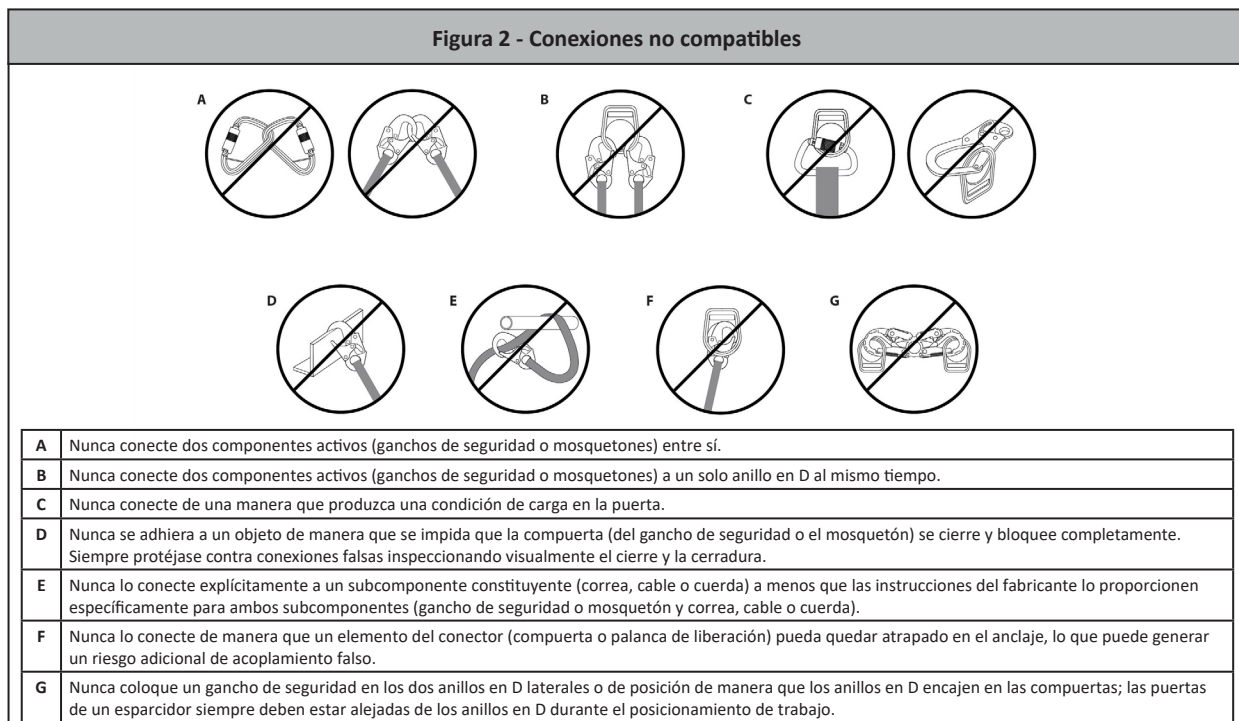 Figura 2 - Conexiones no compatibles
A
B
C
D
E
F
G
A Nunca conecte dos componentes activos (ganchos de seguridad o mosquetones) entre sí.
B Nunca conecte dos componentes activos (ganchos de seguridad o mosquetones) a un solo anillo en D al mismo tiempo.
C Nunca conecte de una manera que produzca una condición de carga en la puerta.
D Nunca se adhiera a un objeto de manera que se impida que la compuerta (del gancho de seguridad o el mosquetón) se cierre y bloquee completamente.
Siempre protéjase contra conexiones falsas inspeccionando visualmente el cierre y la cerradura.
E Nunca lo conecte explícitamente a un subcomponente constituyente (correa, cable o cuerda) a menos que las instrucciones del fabricante lo proporcionen
específicamente para ambos subcomponentes (gancho de seguridad o mosquetón y correa, cable o cuerda).
F Nunca lo conecte de manera que un elemento del conector (compuerta o palanca de liberación) pueda quedar atrapado en el anclaje, lo que puede generar
un riesgo adicional de acoplamiento falso.
G Nunca coloque un gancho de seguridad en los dos anillos en D laterales o de posición de manera que los anillos en D encajen en las compuertas; las puertas
de un esparcidor siempre deben estar alejadas de los anillos en D durante el posicionamiento de trabajo.